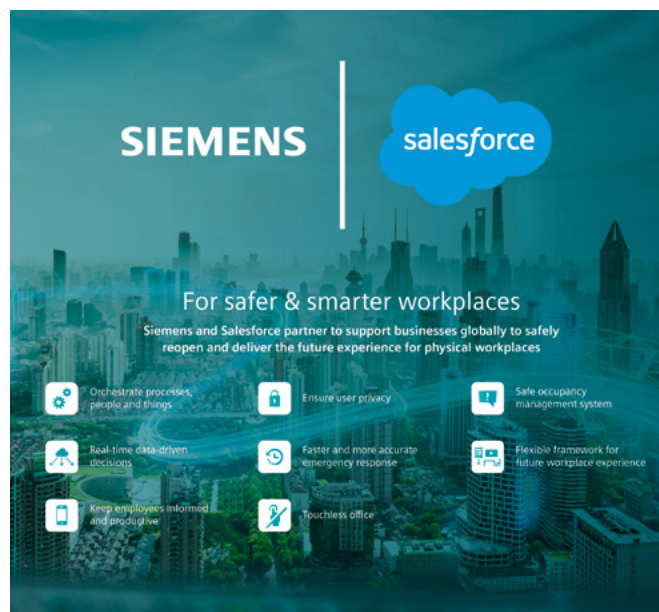 SIEMENS
salesforce
For safer & smarter workplaces
Siemens and Salesforce partner to support businesses globally to safely
reopen and deliver the future experience for physical workplaces
Orchestrate processes,
people and things
Ensure user privacy
Safe occupancy
management system
Real-time data-driven
decisions
Faster and more accurate
emergency response
Flexible framework for
future workplace experience
Keep employees informed
and productive
Touchless office